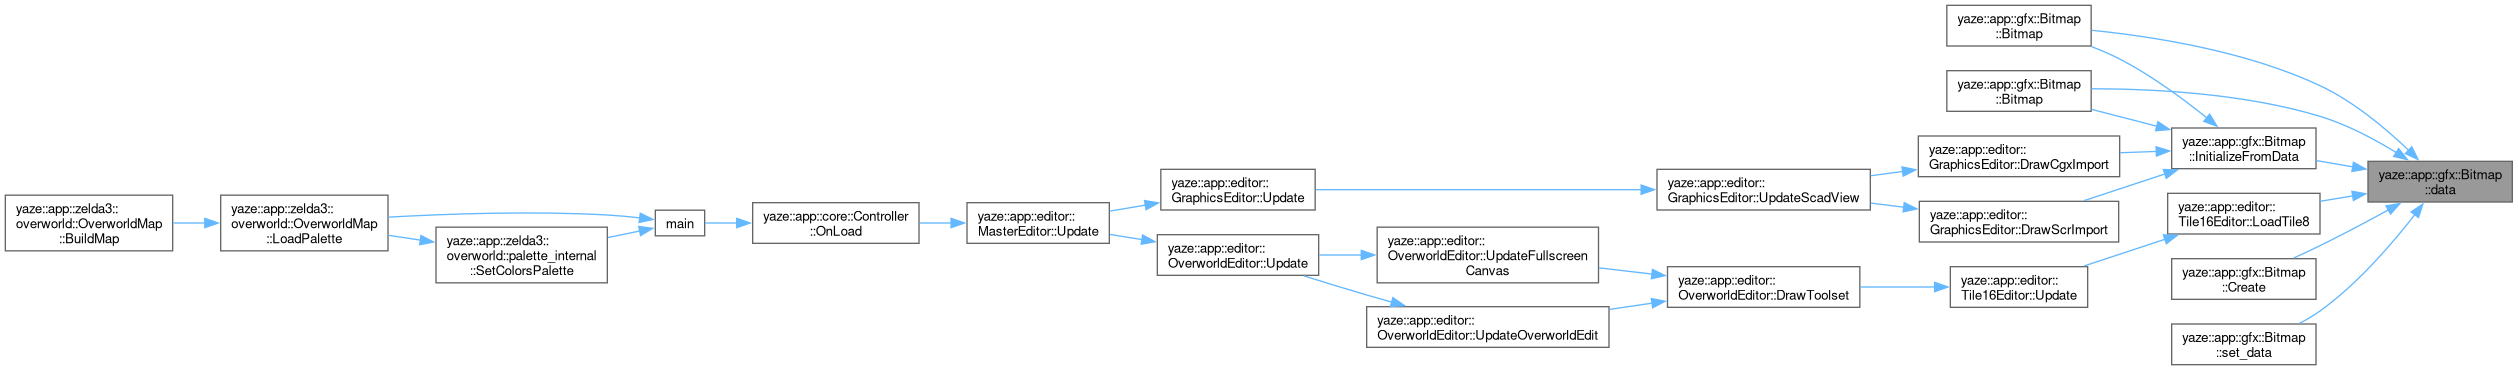 yaze::app::zelda3::
overworld::OverworldMap
::BuildMap
yaze::app::zelda3::
overworld::OverworldMap
::LoadPalette
yaze::app::zelda3::
overworld::palette_internal
::SetColorsPalette
main
yaze::app::core::Controller
::OnLoad
yaze::app::editor::
MasterEditor::Update
yaze::app::editor::
GraphicsEditor::Update
yaze::app::editor::
OverworldEditor::Update
yaze::app::editor::
OverworldEditor::UpdateFullscreen
Canvas
yaze::app::editor::
OverworldEditor::UpdateOverworldEdit
yaze::app::editor::
GraphicsEditor::UpdateScadView
yaze::app::editor::
OverworldEditor::DrawToolset
yaze::app::gfx::Bitmap
::Bitmap
yaze::app::gfx::Bitmap
::Bitmap
yaze::app::editor::
GraphicsEditor::DrawCgxImport
yaze::app::editor::
GraphicsEditor::DrawScrImport
yaze::app::editor::
Tile16Editor::Update
yaze::app::gfx::Bitmap
::InitializeFromData
yaze::app::editor::
Tile16Editor::LoadTile8
yaze::app::gfx::Bitmap
::Create
yaze::app::gfx::Bitmap
::set_data
yaze::app::gfx::Bitmap
::data